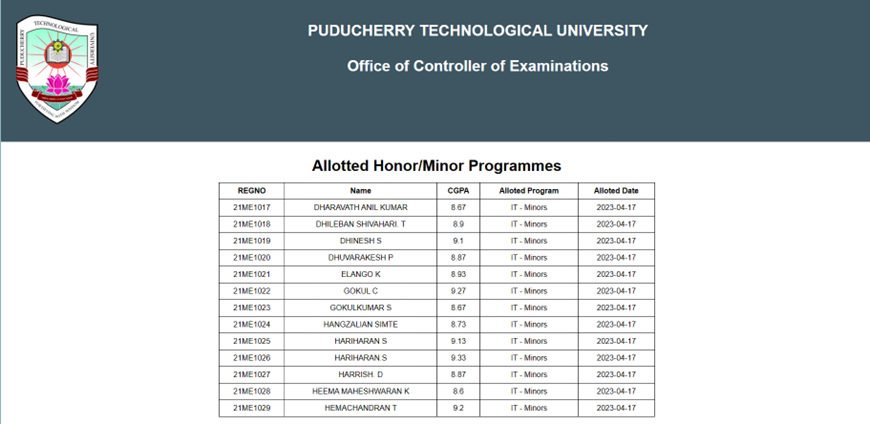 PUDUCHERRY TECHNOLOGICAL UNIVERSITY
PUDUCHERRY TECHNOLOGICAL UNIVERSITY
Office of Controller of Examinations
Allotted Honor/Minor Programmes
REGNO Name CGPA Alloted Program Alloted Date
21ME1017 DHARAVATH ANIL KUMAR 8.67 IT - Minors 2023-04-17
21ME1018 DHILEBAN SHIVAHARI. T 8.9 IT - Minors 2023-04-17
21ME1019 DHINESH S 9.1 IT - Minors 2023-04-17
21ME1020 DHUVARAKESH P 8.87 IT - Minors 2023-04-17
21ME1021 ELANGO K 8.93 IT - Minors 2023-04-17
21ME1022 GOKUL C 9.27 IT - Minors 2023-04-17
21ME1023 GOKULKUMAR S 8.67 IT - Minors 2023-04-17
21ME1024 HANGZALIAN SIMTE 8.73 IT - Minors 2023-04-17
21ME1025 HARIHARAN S 9.13 IT - Minors 2023-04-17
21ME1026 HARIHARAN.S 9.33 IT - Minors 2023-04-17
21ME1027 HARRISH. D 8.87 IT - Minors 2023-04-17
21ME1028 HEEMA MAHESHWARAN K 8.6 IT - Minors 2023-04-17
21ME1029 HEMACHANDRAN T 9.2 IT - Minors 2023-04-17